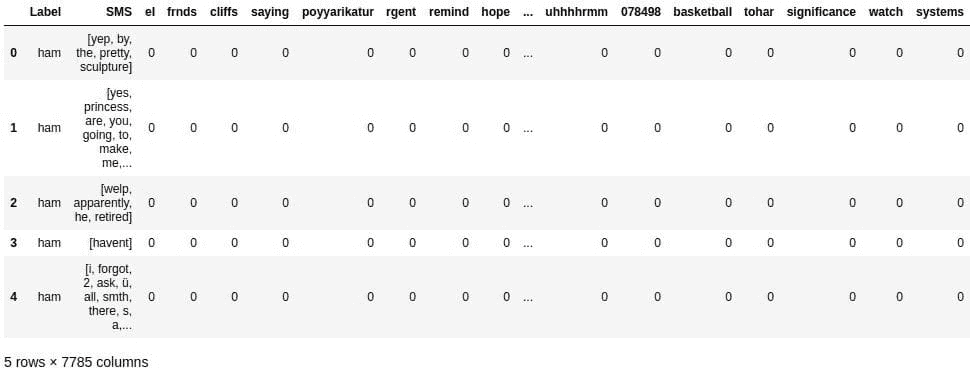 Label SMS el frnds cliffs saying poyyarikatur rgent remind hope ... uhhhhrmm 078498 basketball tohar significance watch systems
[yep, by,
0 ham the, pretty, 0 0 0 0 0 0 0 0 ... 0 0 0 0 0 0 0
sculpture]
[yes,
princess,
are, you,
1 ham going, to, 0 0 0 0 0 0 0 0 ... 0 0 0 0 0 0 0
make,
me,...
[welp,
2 ham apparently, 0 0 0 0 0 0 0 0 ... 0 0 0 0 0 0 0
he, retired]
3 ham [havent] 0 0 0 0 0 0 0 0 ... 0 0 0 0 0 0 0
[i, forgot,
2, ask, ü,
4 ham all, smth, 0 0 0 0 0 0 0 0 ... 0 0 0 0 0 0 0
there, s,
a,...
5 rows × 7785 columns